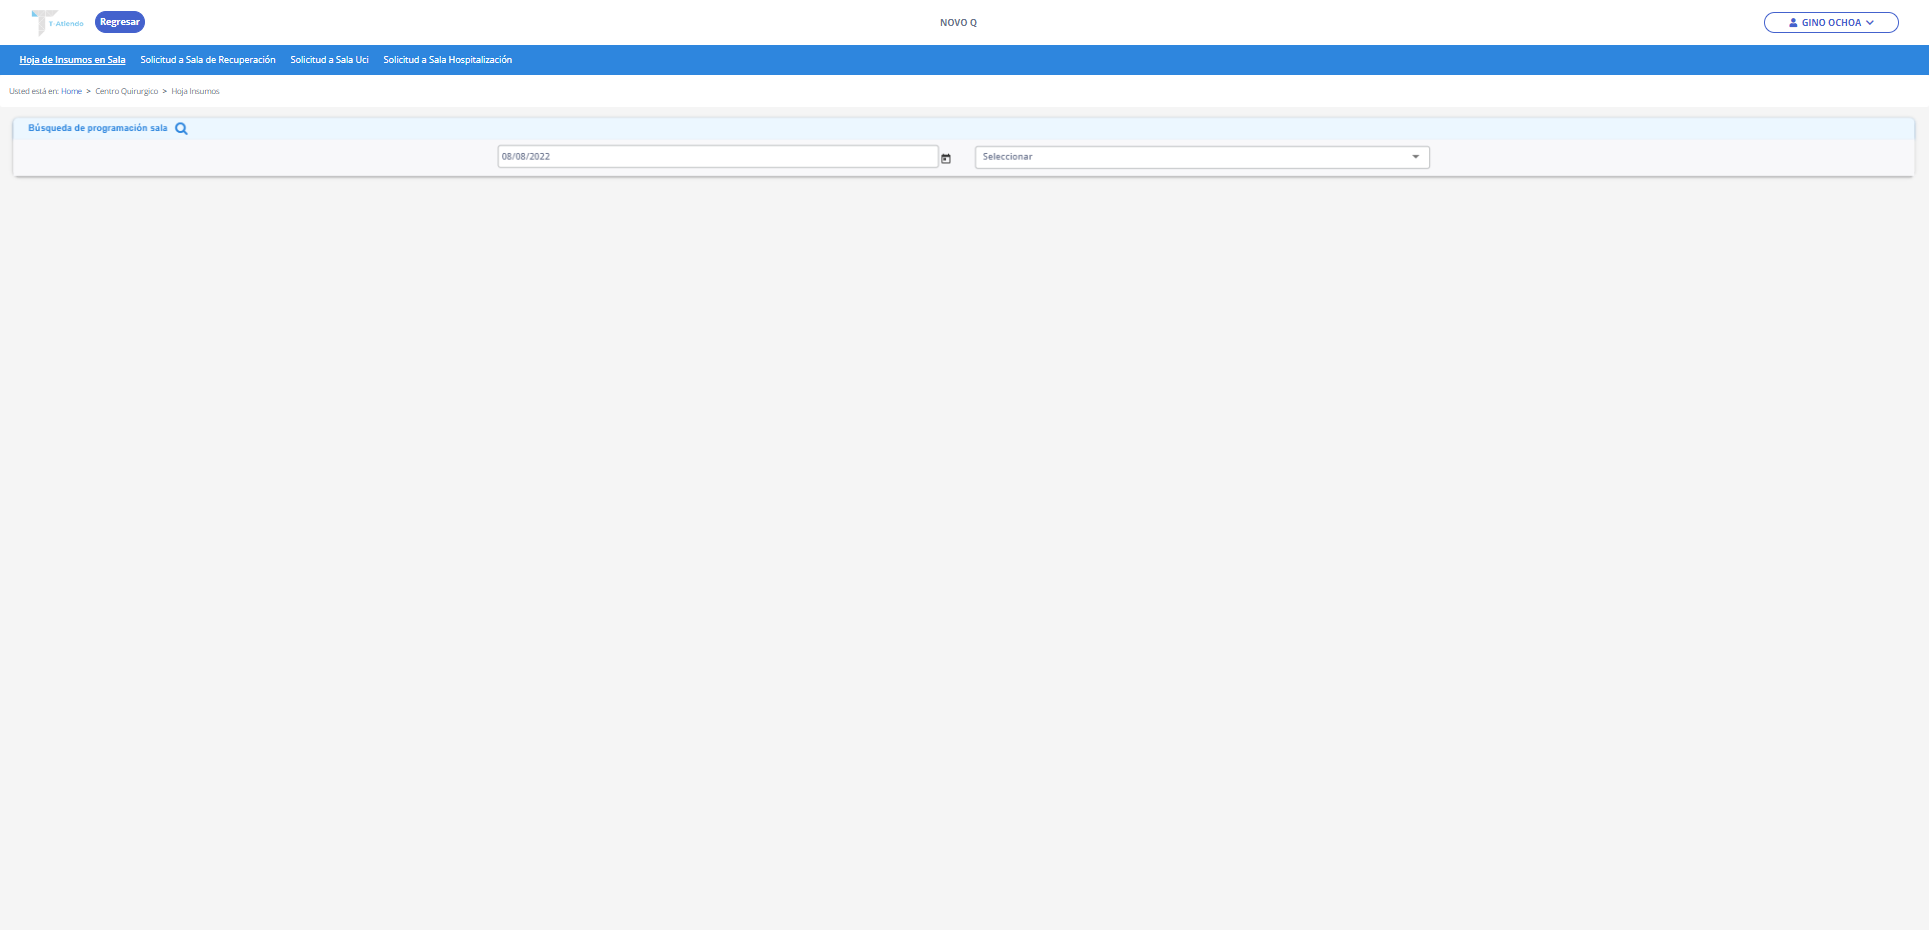 T-Atiendo
Regresar
NOVO Q
GINO OCHOA
Hoja de Insumos en Sala
Solicitud a Sala de Recuperación
Solicitud a Sala Uci
Solicitud a Sala Hospitalización
Usted está en: Home > Centro Quirurgico > Hoja Insumos
Búsqueda de programación sala
08/08/2022
Seleccionar